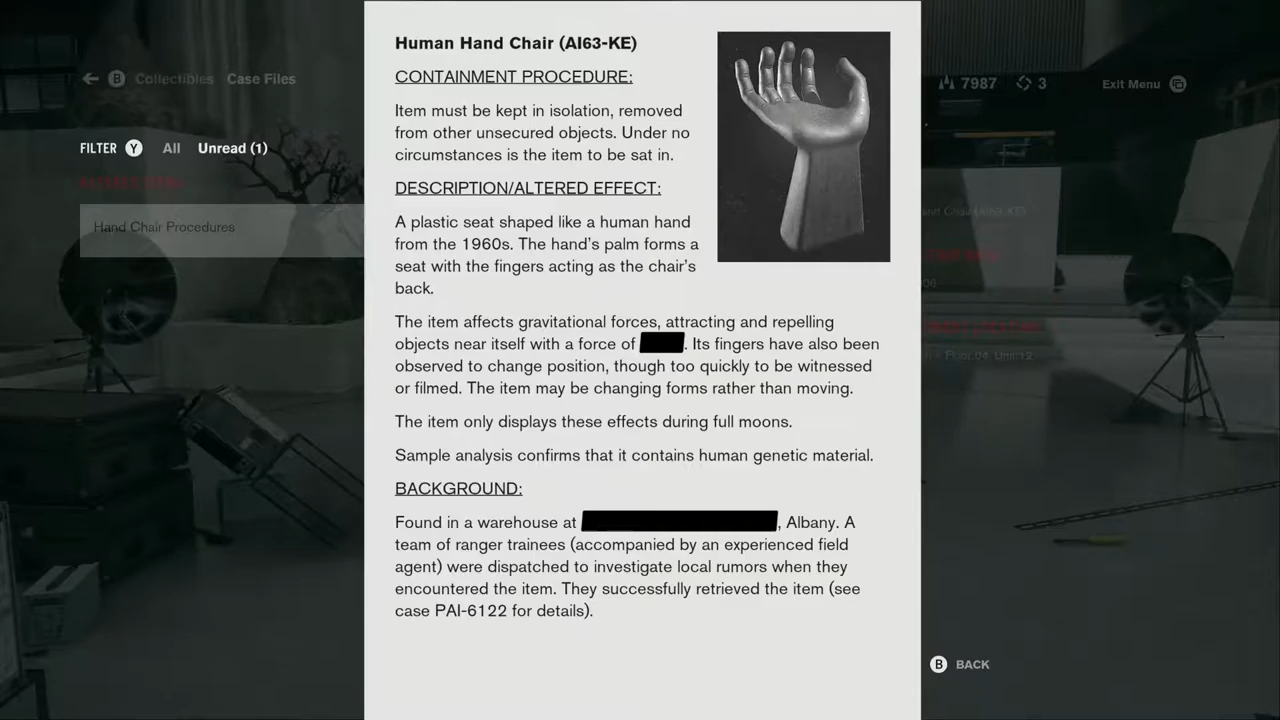 Human Hand Chair (AI63-KE)
CONTAINMENT PROCEDURE:
Item must be kept in isolation, removed
from other unsecured objects. Under no
circumstances is the item to be sat in.
DESCRIPTION/ALTERED EFFECT:
A plastic seat shaped like a human hand
from the 1960s. The hand's palm forms a
seat with the fingers acting as the chair's
back.
The item affects gravitational forces, attracting and repelling
objects near itself with a force of . Its fingers have also been
observed to change position, though too quickly to be witnessed
or filmed. The item may be changing forms rather than moving.
The item only displays these effects during full moons.
Sample analysis confirms that it contains human genetic material.
BACKGROUND:
Found in a warehouse at , Albany. A
team of ranger trainees (accompanied by an experienced field
agent) were dispatched to investigate local rumors when they
encountered the item. They successfully retrieved the item (see
case PAI-6122 for details).
B Collectibles Case Files
FILTER Y All Unread (1)
Hand Chair Procedures
7987 3 Exit Menu
B BACK